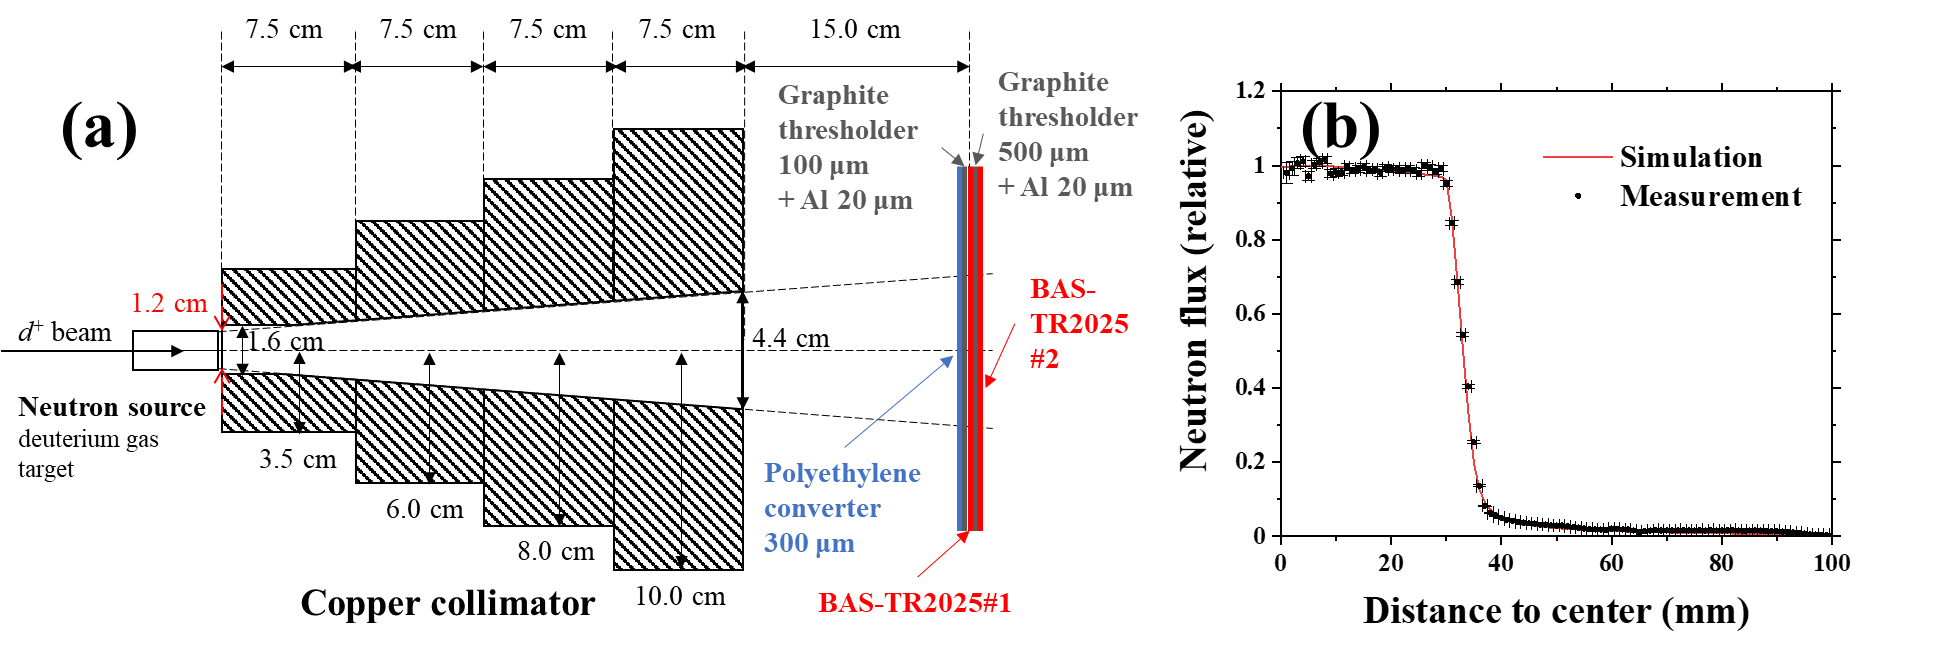 7.5 cm
7.5 cm
7.5 cm
7.5 cm
15.0 cm
(a)
Graphite
thresholder
100 µm
+ Al 20 µm
Graphite
thresholder
500 µm
+ Al 20 µm
1.2 cm
d⁺ beam
1.6 cm
4.4 cm
BAS-
TR2025
#2
Neutron source
deuterium gas
target
3.5 cm
6.0 cm
8.0 cm
10.0 cm
Polyethylene
converter
300 µm
Copper collimator
BAS-TR2025#1
(b)
Simulation
Measurement
Neutron flux (relative)
1.2
1
0.8
0.6
0.4
0.2
0
0
20
40
60
80
100
Distance to center (mm)